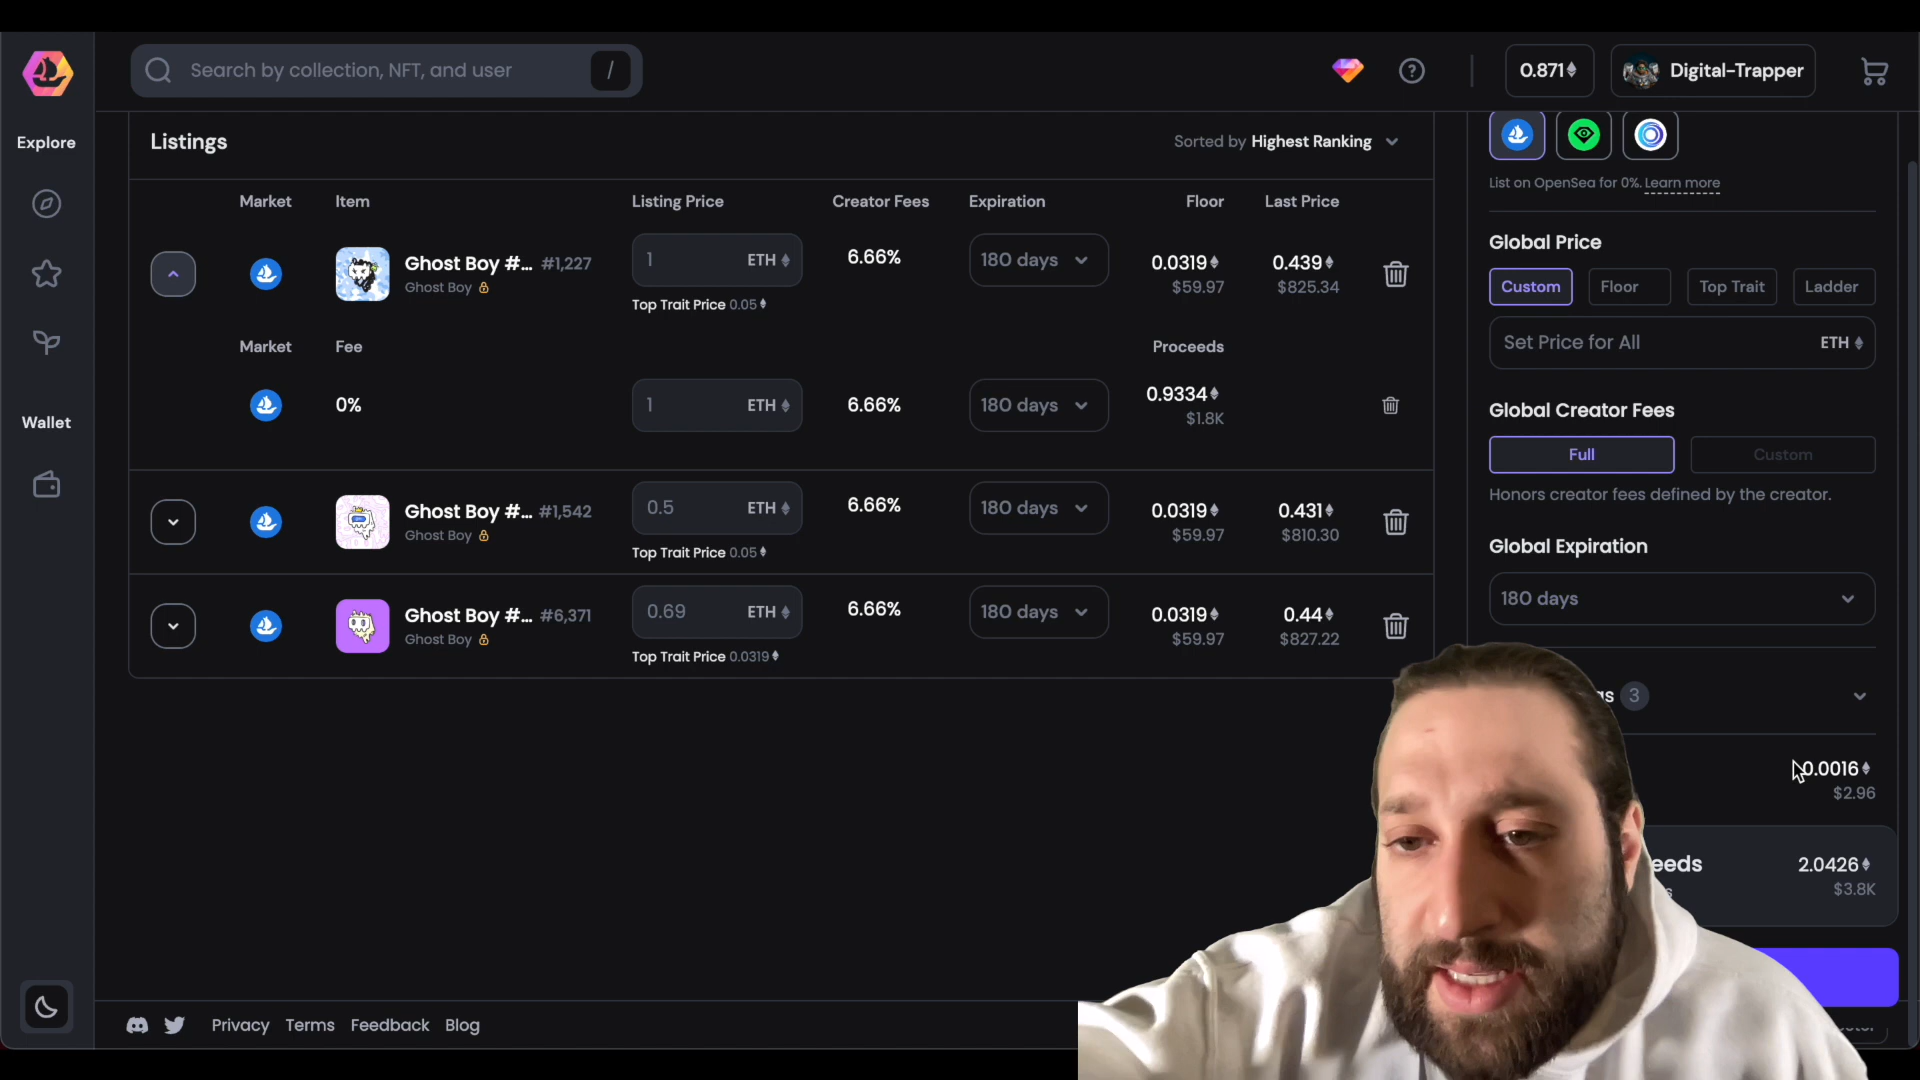 Search by collection, NFT, and user
/
0.871
Digital-Trapper
Explore
Wallet
Listings
Sorted by Highest Ranking
Market Item Listing Price Creator Fees Expiration Floor Last Price
Ghost Boy #... #1,227
Ghost Boy
1 ETH
Top Trait Price 0.05
6.66%
180 days
0.0319
$59.97
0.439
$825.34
Market Fee Proceeds
0%
1 ETH
6.66%
180 days
0.9334
$1.8K
Ghost Boy #... #1,542
Ghost Boy
0.5 ETH
Top Trait Price 0.05
6.66%
180 days
0.0319
$59.97
0.431
$810.30
Ghost Boy #... #6,371
Ghost Boy
0.69 ETH
Top Trait Price 0.0319
6.66%
180 days
0.0319
$59.97
0.44
$827.22
List on OpenSea for 0%. Learn more
Global Price
Custom Floor Top Trait Ladder
Set Price for All ETH
Global Creator Fees
Full Custom
Honors creator fees defined by the creator.
Global Expiration
180 days
3
0.0016
$2.96
eeds 2.0426
$3.8K
Privacy Terms Feedback Blog